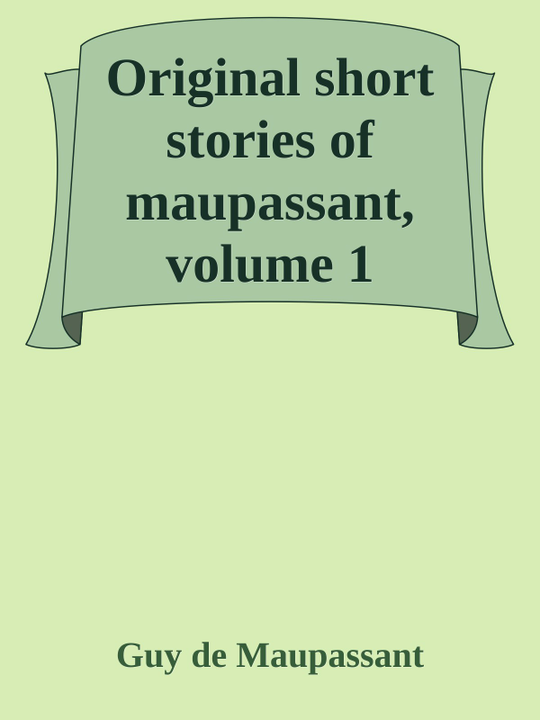 Original short
stories of
maupassant,
volume 1
Guy de Maupassant